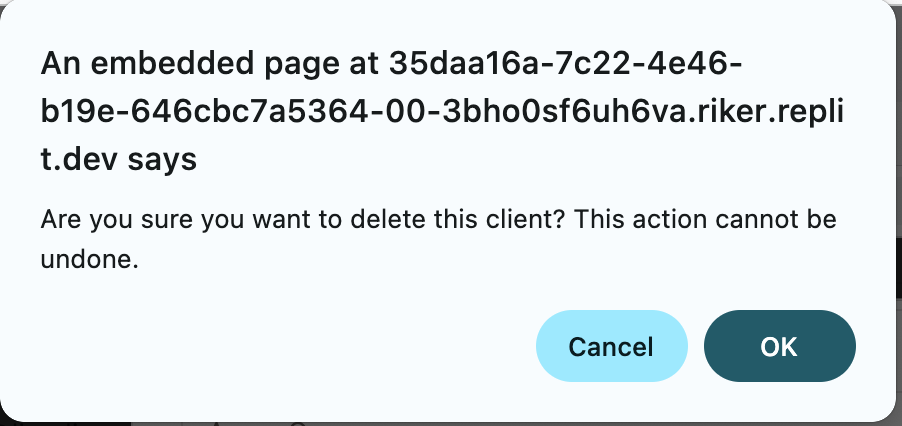 An embedded page at 35daa16a-7c22-4e46-
b19e-646cbc7a5364-00-3bho0sf6uh6va.riker.repli
t.dev says
Are you sure you want to delete this client? This action cannot be
undone.
Cancel OK